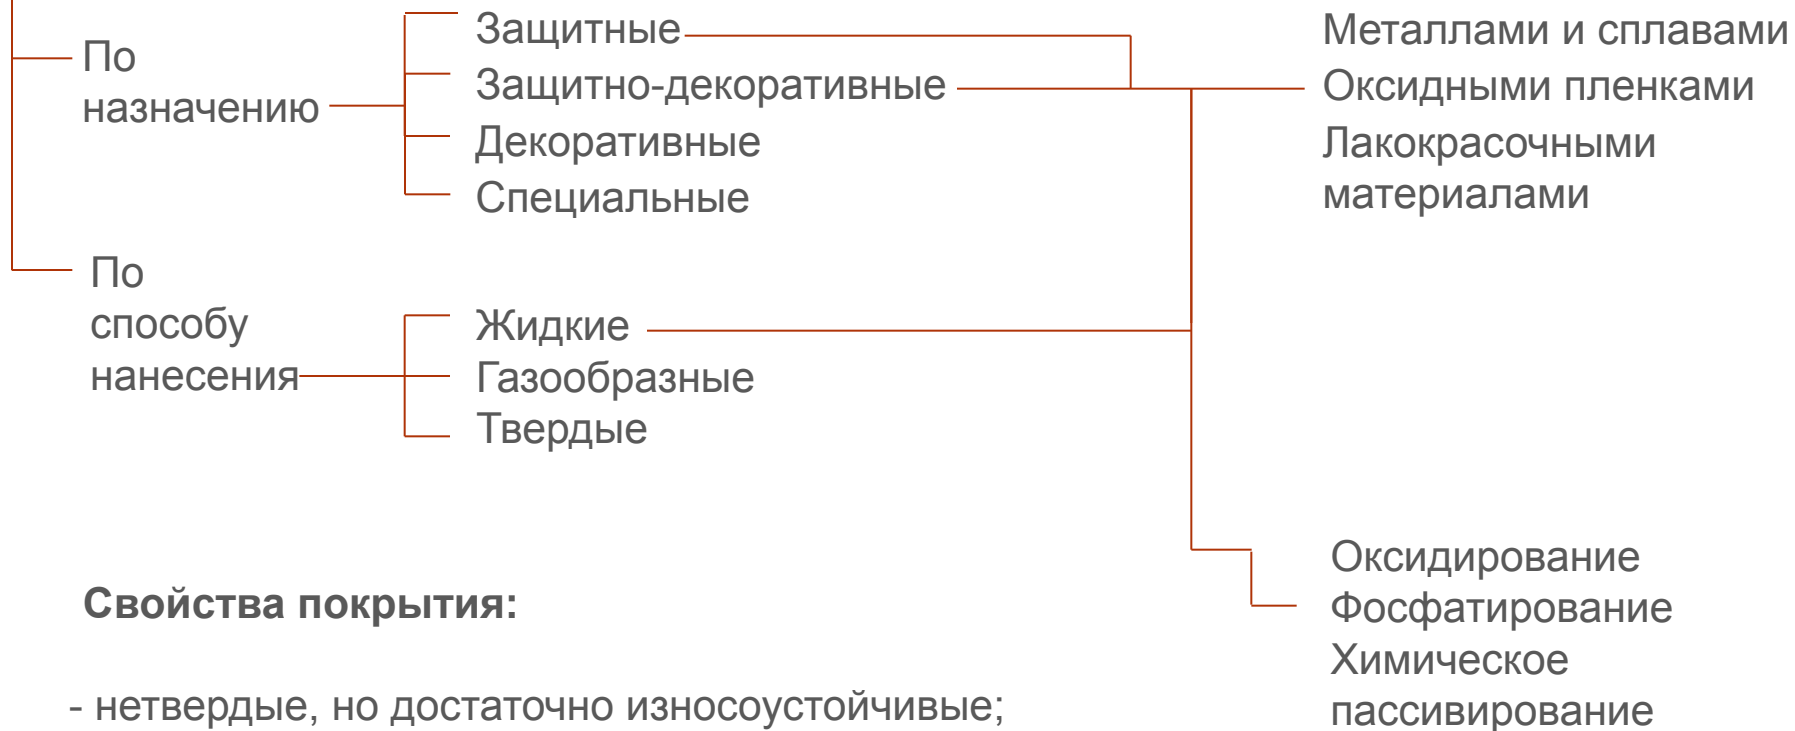 По
назначению
Защитные
Защитно-декоративные
Декоративные
Специальные
Металлами и сплавами
Оксидными пленками
Лакокрасочными
материалами
По
способу
нанесения
Жидкие
Газообразные
Твердые
Оксидирование
Фосфатирование
Химическое
пассивирование
Свойства покрытия:
- нетвердые, но достаточно износоустойчивые;